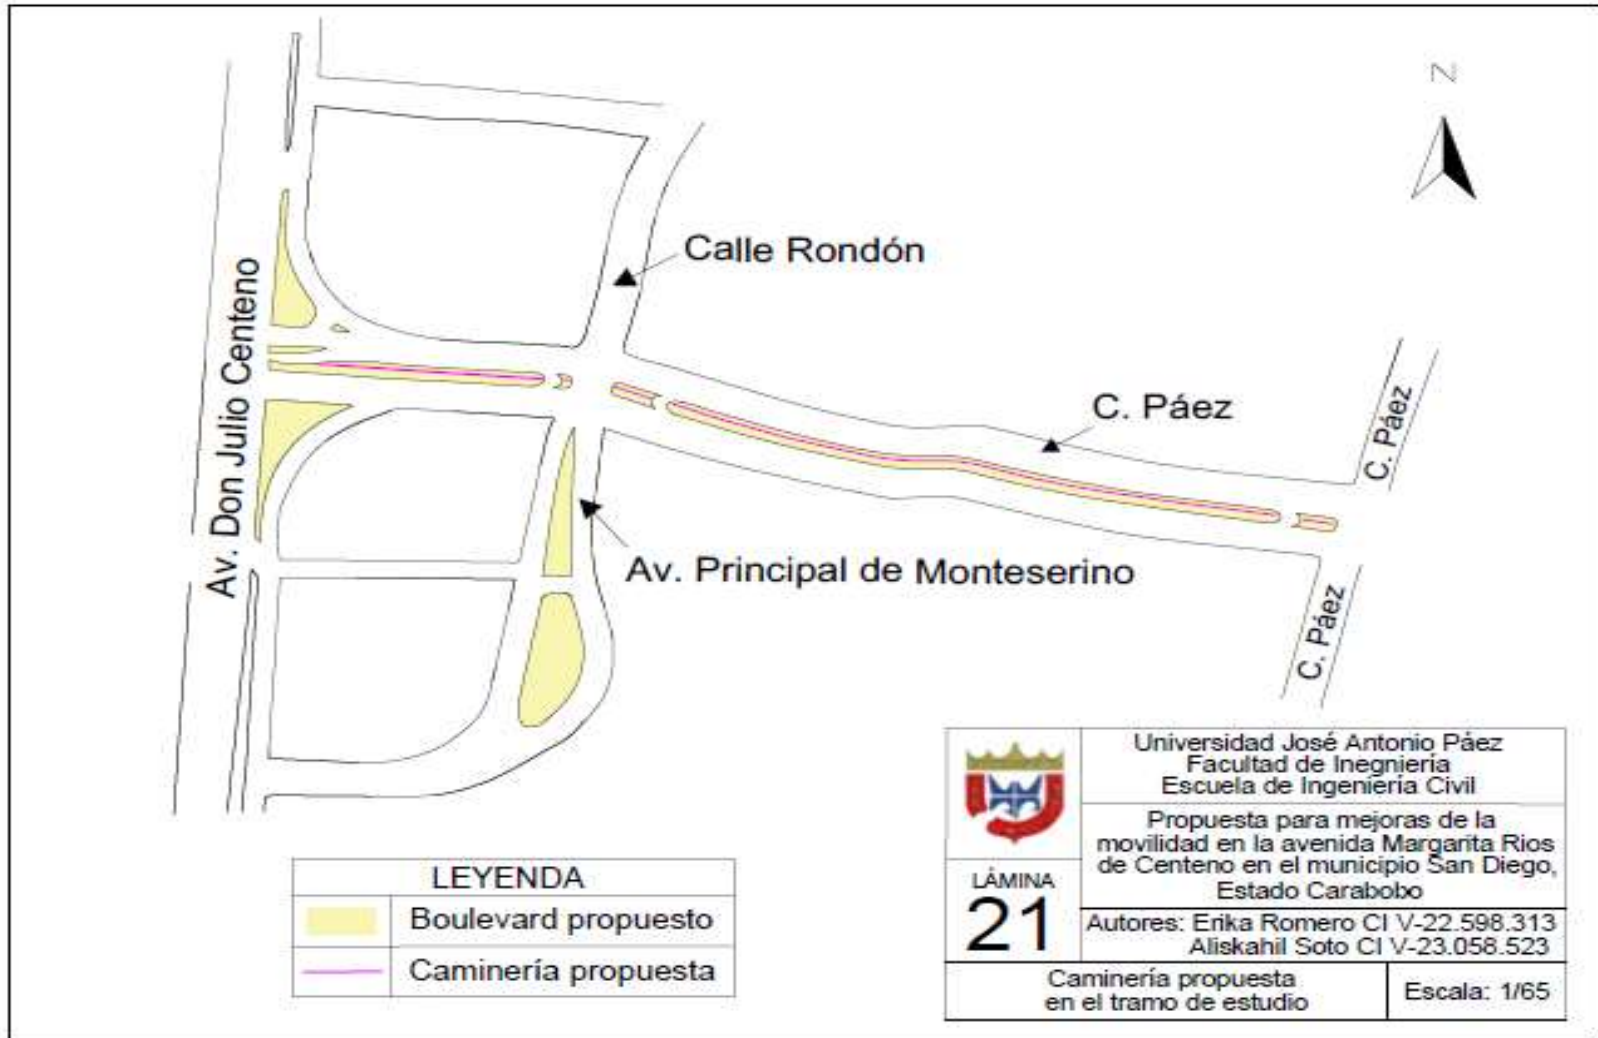 N
Calle Rondón
C. Páez
C. Páez
C. Páez
Av. Don Julio Centeno
Av. Principal de Monteserino
LEYENDA
Boulevard propuesto
Caminería propuesta
Universidad José Antonio Páez
Facultad de Inegniería
Escuela de Ingeniería Civil
Propuesta para mejoras de la
movilidad en la avenida Margarita Rios
de Centeno en el municipio San Diego,
Estado Carabobo
LÁMINA
21
Autores: Erika Romero CI V-22.598.313
Aliskahil Soto CI V-23.058.523
Caminería propuesta
en el tramo de estudio
Escala: 1/65